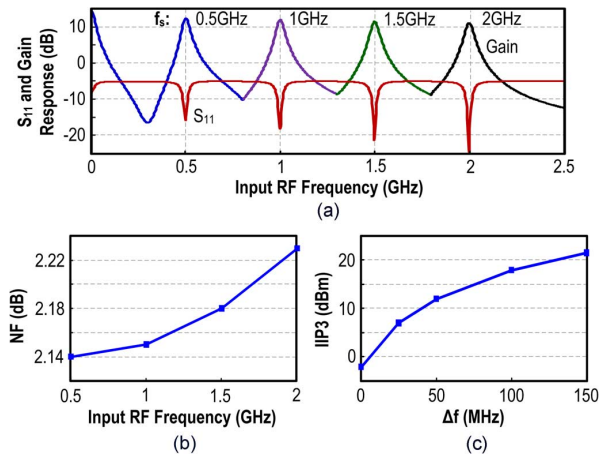 fs: 0.5GHz 1GHz 1.5GHz 2GHz
Gain
S11
S11 and Gain
Response (dB)
10
0
-10
-20
0 0.5 1 1.5 2 2.5
Input RF Frequency (GHz)
(a)
NF
(dB)
2.22
2.18
2.14
0.5 1 1.5 2
Input RF Frequency (GHz)
(b)
IIP3 (dBm)
20
10
0
0 50 100 150
Δf (MHz)
(c)